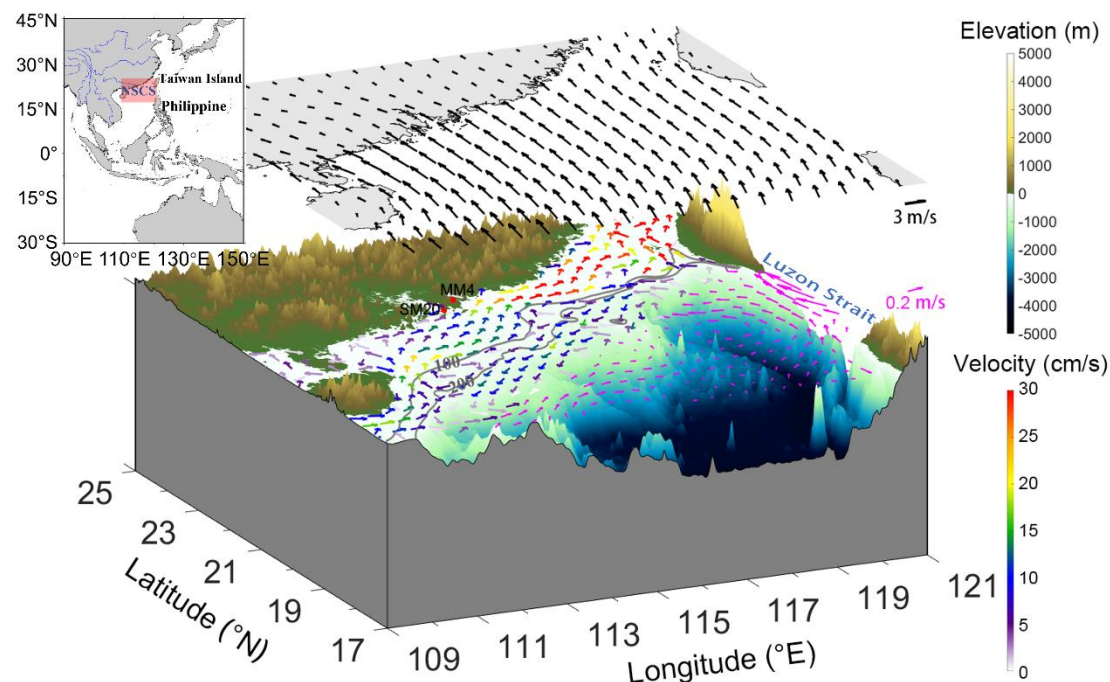 45°N
30°N
15°N
0°
15°S
30°S
90°E 110°E 130°E 150°E
Taiwan Island
NSCS
Philippine
Elevation (m)
5000
4000
3000
2000
1000
0
-1000
-2000
-3000
-4000
-5000
3 m/s
Luzon Strait
0.2 m/s
MM4
SM20
100
200
Velocity (cm/s)
30
25
20
15
10
5
0
25
23
21
19
17
Latitude (°N)
109
111
113
115
117
119
121
Longitude (°E)